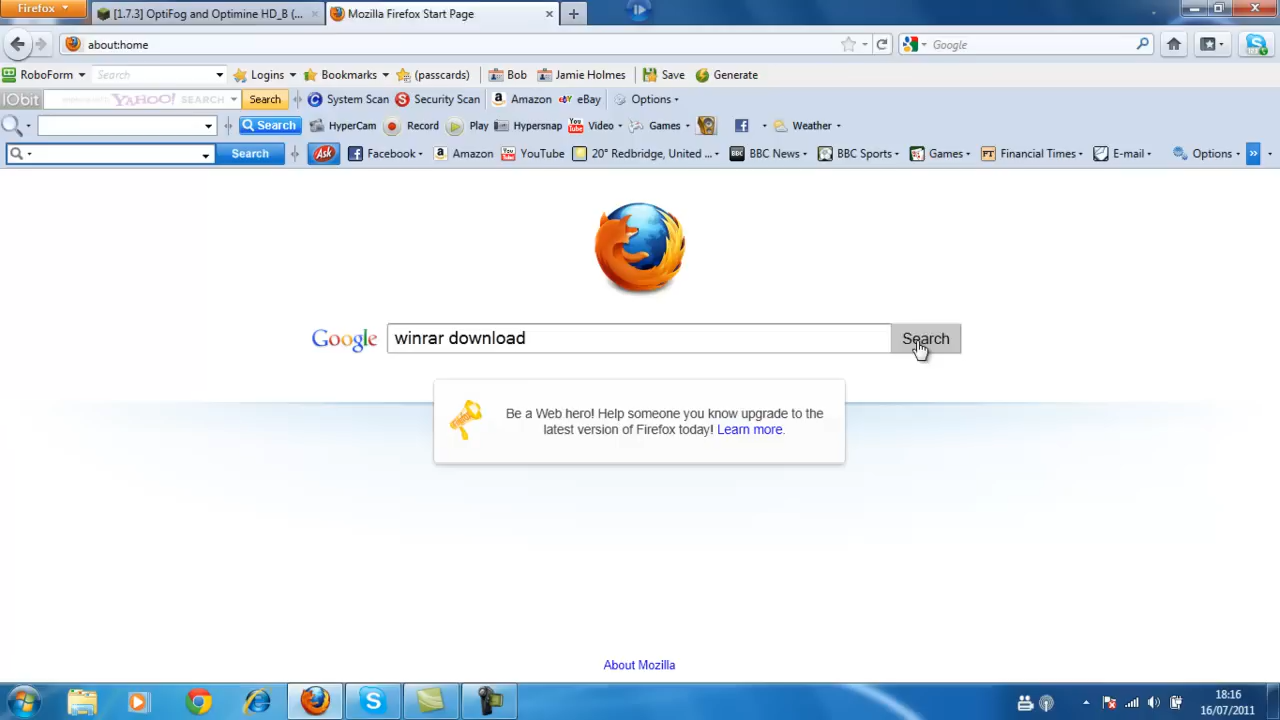 Firefox
[1.7.3] OptiFog and Optimine HD_B (...
Mozilla Firefox Start Page
about:home
Google
RoboForm
Search
Logins
Bookmarks
(passcards)
Bob
Jamie Holmes
Save
Generate
IObit
YAHOO! SEARCH
Search
System Scan
Security Scan
Amazon
eBay
Options
Search
HyperCam
Record
Play
Hypersnap
Video
Games
Weather
Search
Ask
Facebook
Amazon
YouTube
20° Redbridge, United ...
BBC News
BBC Sports
Games
Financial Times
E-mail
Options
Google
winrar download
Search
Be a Web hero! Help someone you know upgrade to the
latest version of Firefox today! Learn more.
About Mozilla
18:16
16/07/2011